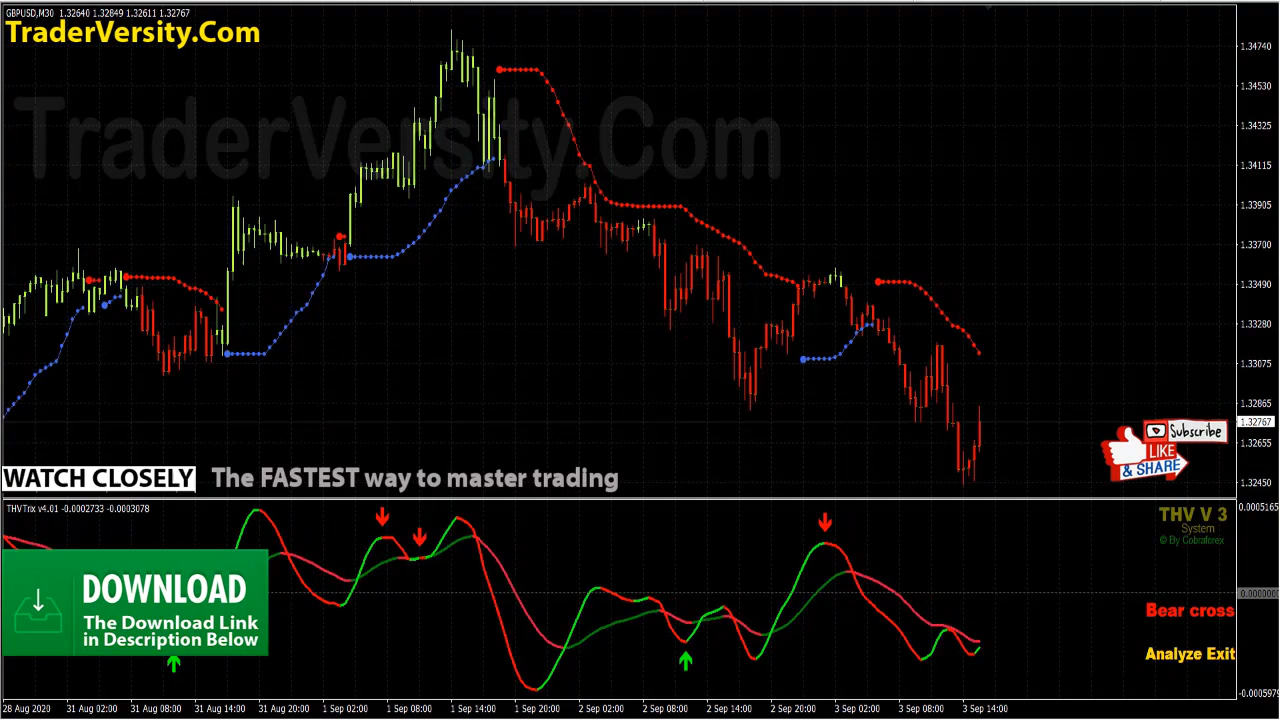 GBPUSD,M30 1.32640 1.32849 1.32611 1.32767
TraderVersity.Com
TraderVersity.Com
1.34740
1.34530
1.34325
1.34115
1.33905
1.33700
1.33490
1.33280
1.33075
1.32865
1.32767
1.32655
1.32450
Subscribe
LIKE
& SHARE
WATCH CLOSELY The FASTEST way to master trading
THVTrix v4.01 -0.0002733 -0.0003078
0.0005165
THV V 3
System
© By Cobraforex
0.0000000
DOWNLOAD
The Download Link
in Description Below
Bear cross
Analyze Exit
-0.0005979
28 Aug 2020 31 Aug 02:00 31 Aug 08:00 31 Aug 14:00 31 Aug 20:00 1 Sep 02:00 1 Sep 08:00 1 Sep 14:00 1 Sep 20:00 2 Sep 02:00 2 Sep 08:00 2 Sep 14:00 2 Sep 20:00 3 Sep 02:00 3 Sep 08:00 3 Sep 14:00